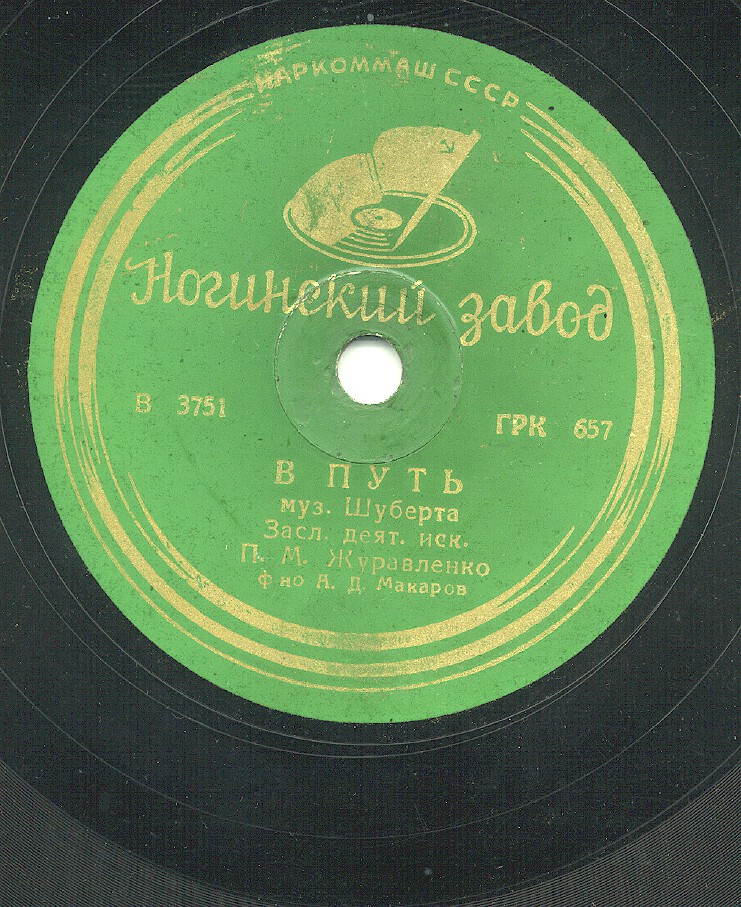 НАРКОММАШ СССР
Ногинский завод
В 3751
ГРК 657
В ПУТЬ
муз. Шуберта
Засл. деят. иск.
П. М. Журавленко
ф-но А. Д. Макаров